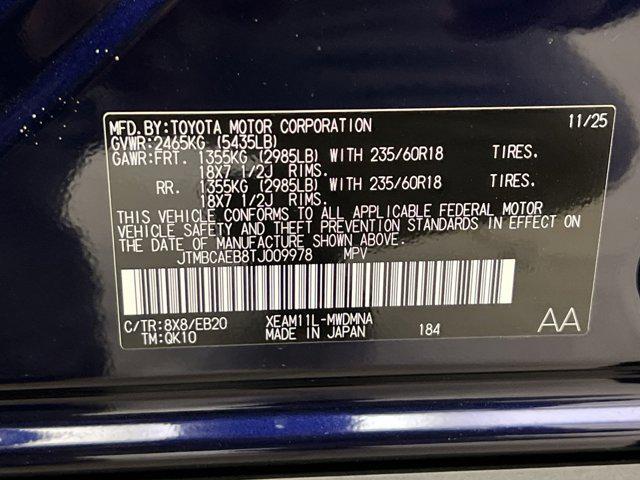 MFD.BY:TOYOTA MOTOR CORPORATION 11/25
GVWR:2465KG (5435LB)
GAWR:FRT. 1355KG (2985LB) WITH 235/60R18 TIRES.
18X7 1/2J RIMS.
RR. 1355KG (2985LB) WITH 235/60R18 TIRES.
18X7 1/2J RIMS.
THIS VEHICLE CONFORMS TO ALL APPLICABLE FEDERAL MOTOR
VEHICLE SAFETY AND THEFT PREVENTION STANDARDS IN EFFECT ON
THE DATE OF MANUFACTURE SHOWN ABOVE.
JTMBCAEB8TJ009978 MPV
C/TR:8X8/EB20 XEAM11L-MWDMNA AA
TM:QK10 MADE IN JAPAN 184